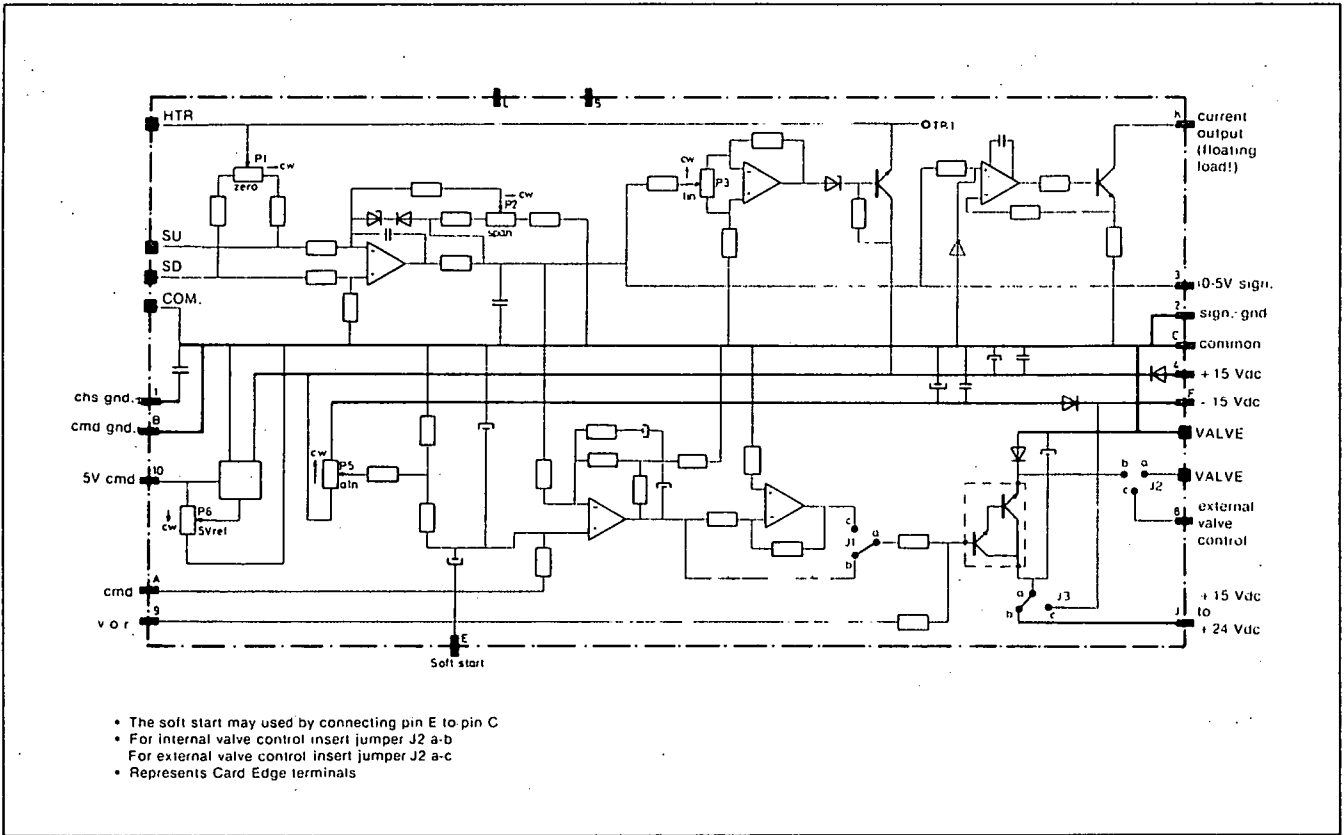 L
S
HTR
TP.1
K
current
output
(floating
load!)
P1
cw
zero
cw
P2
span
cw
P3
lin
SU
SD
COM.
3
0-5V sign.
2
sign.- gnd
C
common
4
+ 15 Vdc
F
- 15 Vdc
1
chs gnd.
B
cmd gnd.
VALVE
VALVE
b a
c
J2
10
5V cmd
cw
P5
P6
5Vref
cw
8
external
valve
control
c
J1
a
b
A
cmd
9
v o r
a
b
J3
c
+ 15 Vdc
to
+ 24 Vdc
J
E
Soft start
• The soft start may used by connecting pin E to pin C
• For internal valve control insert jumper J2 a-b
For external valve control insert jumper J2 a-c
• Represents Card Edge terminals